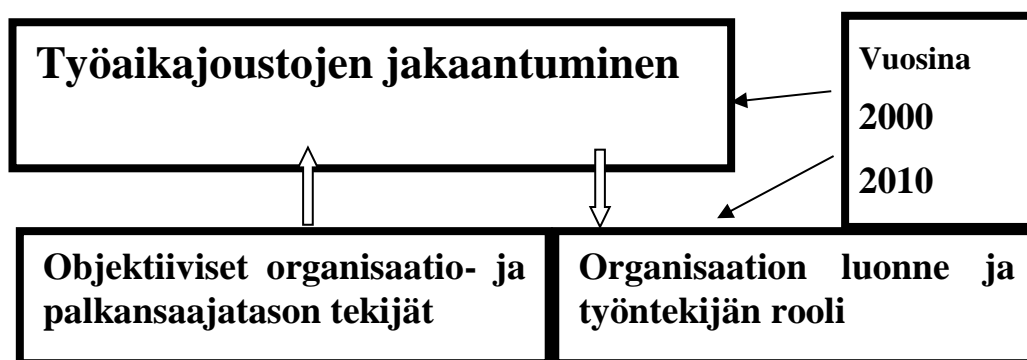 Työaikajoustojen jakaantuminen
Vuosina
2000
2010
Objektiiviset organisaatio- ja
palkansaajatason tekijät
Organisaation luonne ja
työntekijän rooli